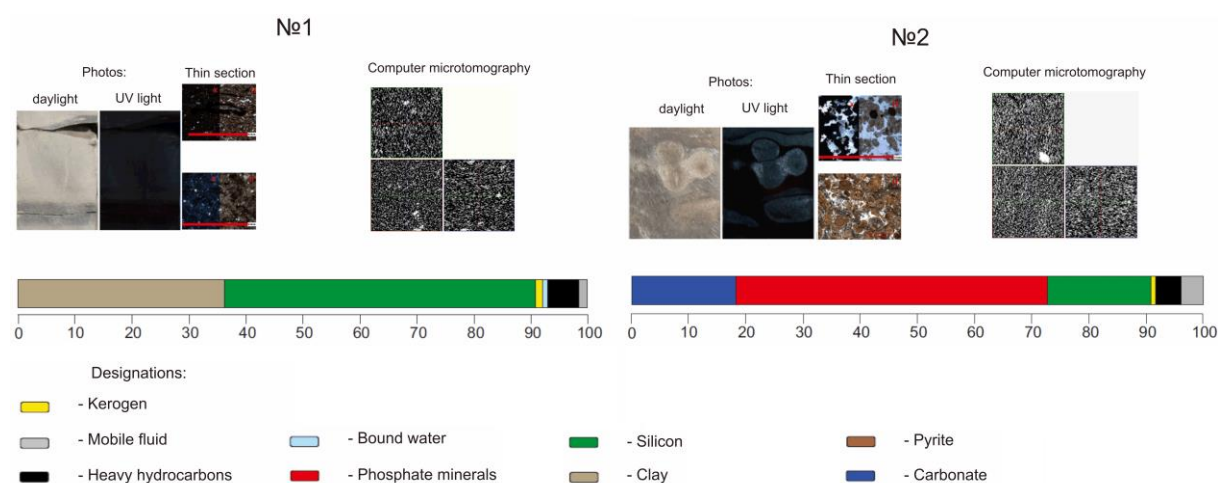 №1
Photos:
daylight
UV light
Thin section
Computer microtomography
0 10 20 30 40 50 60 70 80 90 100
№2
Photos:
daylight
UV light
Thin section
Computer microtomography
0 10 20 30 40 50 60 70 80 90 100
Designations:
- Kerogen
- Mobile fluid
- Bound water
- Silicon
- Pyrite
- Heavy hydrocarbons
- Phosphate minerals
- Clay
- Carbonate